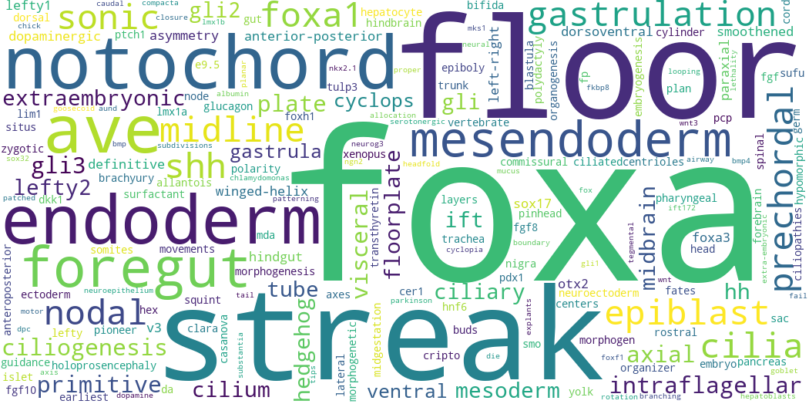 lefty1
caudal
compacta
dorsal
closure
chick
lmx1b
sonic
gli2
gut
foxa1
hepatocyte
hindbrain
bifida
mks1
neural
left-right
gastrulation
cord
dopaminergic
ptch1
asymmetry
anterior-posterior
dorsoventral
cylinder
smoothened
notochord
floor
e9.5
planar
nkx2.1
proper
epiboly
blastula
polydactyly
organogenesis
embryogenesis
paraxial
lethality
looping
extraembryonic
node
albumin
tulp3
trunk
fp
plan
fgf
sufu
lim1
lmx1a
glucagon
plate
cyclops
gli
fkbp8
wnt3
pcp
situs
aund
foxh1
allocation
serotonergic
vertebrate
zygotic
bmp
subdivisions
ave
midline
neurog3
xenopus
mesendoderm
spinal
prechordal
germ
hypomorphic
sox32
gastrula
ngn2
headfold
commissural
ciliatedcentrioles
airway
bmp4
gli3
definitive
shh
polarity
chlamydomonas
mucus
fox
patched
dkk1
brachyury
allantois
winged-helix
lefty2
surfactant
patterning
foxa
layers
sox17
pinhead
pharyngeal
ift172
ift
fgf8
midbrain
forebrain
extra-embryonic
ciliopathies
endoderm
visceral
transthyretin
floorplate
trachea
cyclopia
boundary
tegmental
foxa3
head
mda
somites
movements
hindgut
nigra
pdx1
gli1
wnt
fail
anteroposterior
foregut
morphogenesis
ectoderm
neuroepithelium
tail
tube
axes
cer1
ciliary
otx2
neuroectoderm
fates
hh
motor
nodal
hex
squint
hedgehog
midgestation
hnf6
parkinson
centers
epiblast
sac
dpc
lefty
pioneer
v3
clara
casanova
substantia
streak
buds
explants
smo
morphogen
rostral
guidance
ciliogenesis
holoprosencephaly
tips
lateral
morphogenetic
cripto
die
foxf1
axial
cilia
organizer
embryo
pancreas
islet
axis
fgf10
primitive
da
earliest
dopamine
cilium
ventral
mesoderm
yolk
rotation
branching
intraflagellar
goblet
hepatoblasts